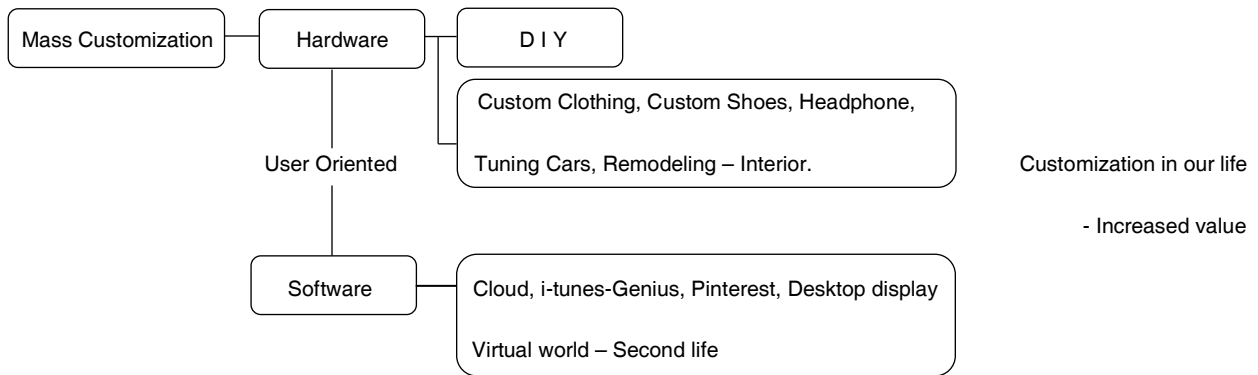 Mass Customization
Hardware
D I Y
Custom Clothing, Custom Shoes, Headphone,
Tuning Cars, Remodeling – Interior.
User Oriented
Customization in our life
- Increased value
Software
Cloud, i-tunes-Genius, Pinterest, Desktop display
Virtual world – Second life